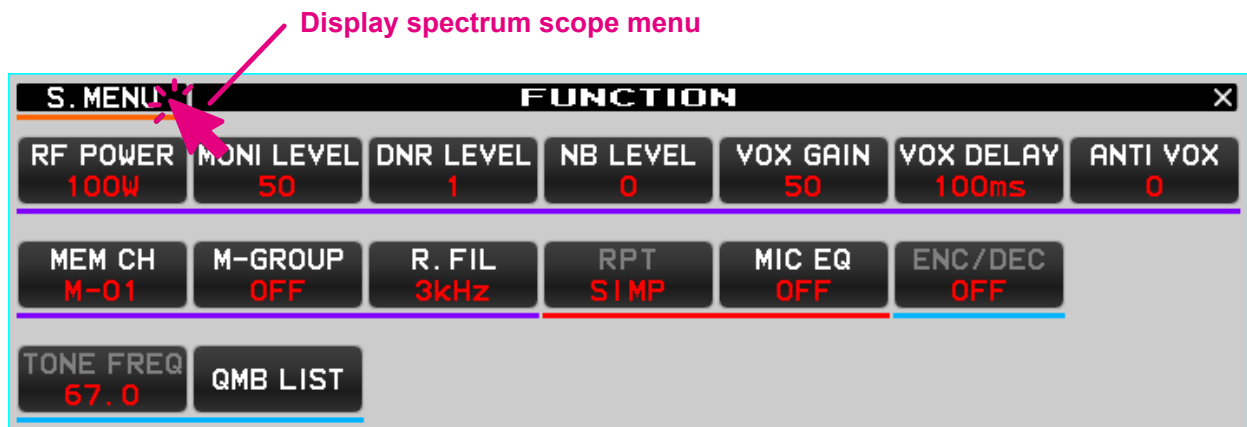 Display spectrum scope menu
S.MENU FUNCTION X
RF POWER MONI LEVEL DNR LEVEL NB LEVEL VOX GAIN VOX DELAY ANTI VOX
100W 50 1 0 50 100ms 0
MEM CH M-GROUP R.FIL RPT MIC EQ ENC/DEC
M-01 OFF 3kHz SIMP OFF OFF
TONE FREQ QMB LIST
67.0